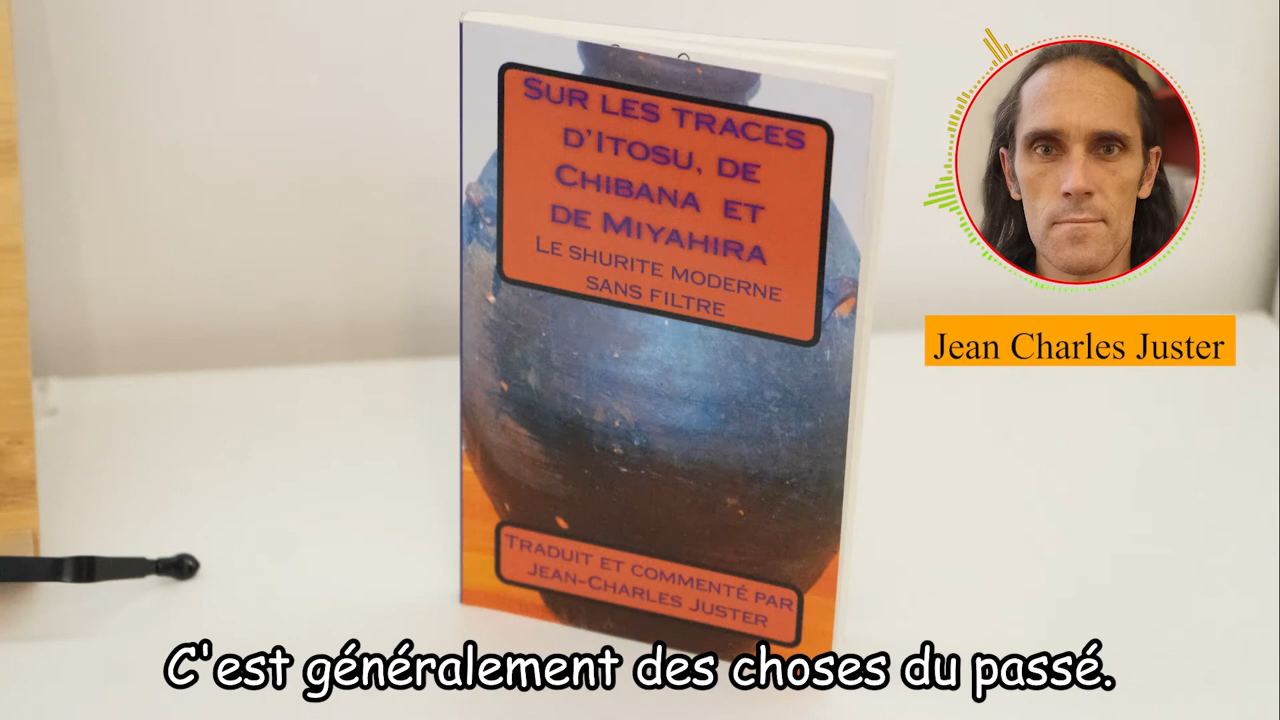 Sur les traces
d'Itosu, de
Chibana et
de Miyahira
Le shurite moderne
sans filtre
Traduit et commenté par
Jean-Charles Juster
Jean Charles Juster
C'est généralement des choses du passé.